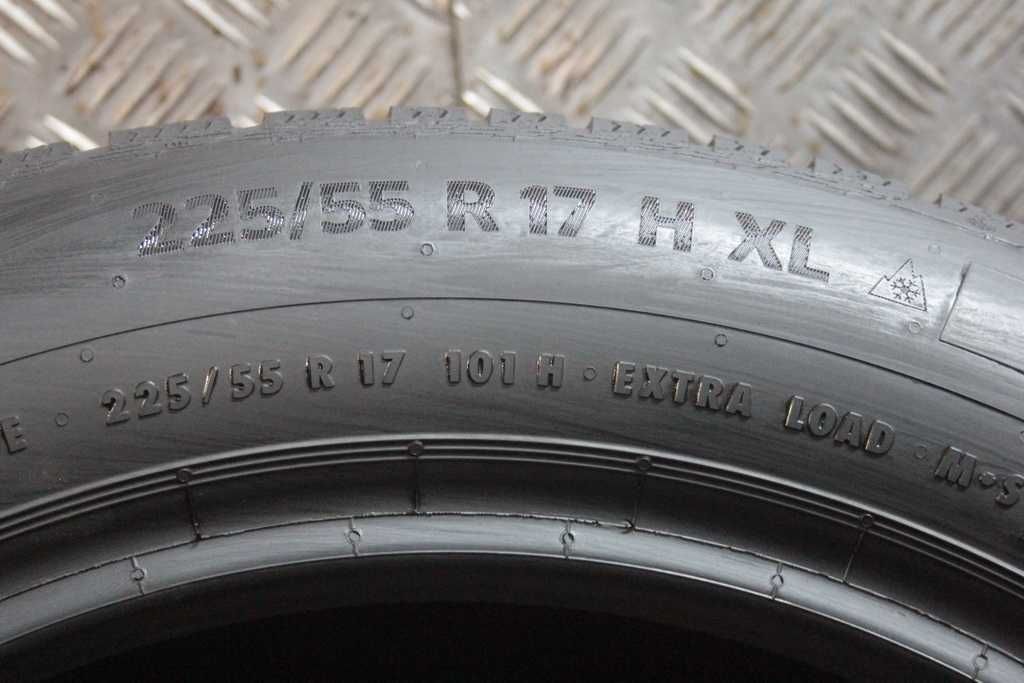 225/55 R 17 H XL
E ∘ 225/55 R 17 101 H ∘ EXTRA LOAD ∘ M∘S